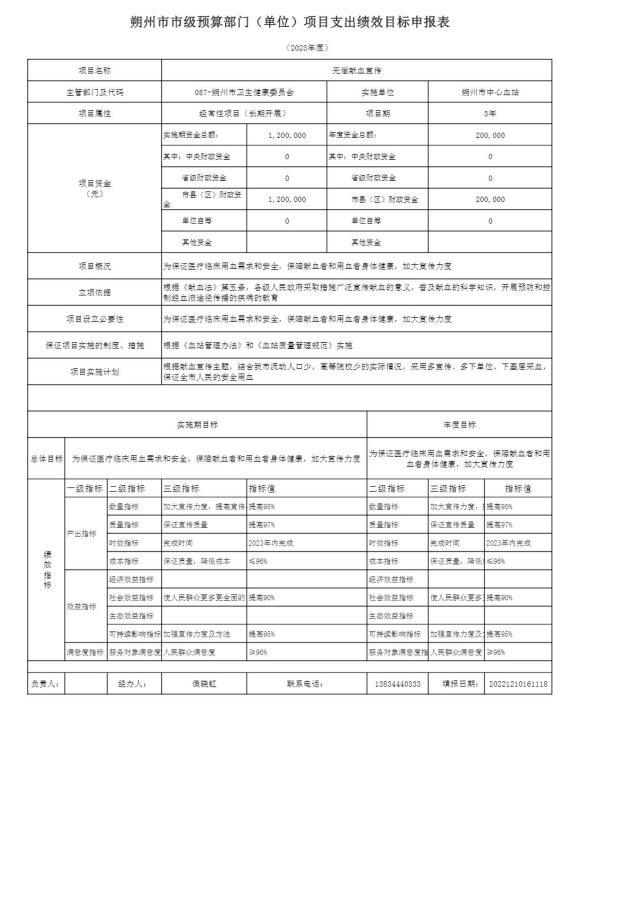 朔州市市级预算部门（单位）项目支出绩效目标申报表
（2023年度）
项目名称 无偿献血宣传
主管部门及代码 087-朔州市卫生健康委员会 实施单位 朔州市中心血站
项目属性 经常性项目（长期开展） 项目期 3年
项目资金
（元）
实施期资金总额： 1,200,000 年度资金总额： 200,000
其中：中央财政资金 0 其中：中央财政资金 0
省级财政资金 0 省级财政资金 0
市县（区）财政资金 1,200,000 市县（区）财政资金 200,000
单位自筹 0 单位自筹 0
其他资金 其他资金
项目概况 为保证医疗临床用血需求和安全，保障献血者和用血者身体健康，加大宣传力度
立项依据 根据《献血法》第五条，各级人民政府采取措施广泛宣传献血的意义，普及献血的科学知识，开展预防和控
制经血液途径传播的疾病的教育
项目设立必要性 为保证医疗临床用血需求和安全，保障献血者和用血者身体健康，加大宣传力度
保证项目实施的制度、措施 根据《血站管理办法》和《血站质量管理规范》实施
项目实施计划 根据献血宣传主题，结合我市流动人口少，高等院校少的实际情况，采用多宣传、多下单位、下基层采血，
保证全市人民的安全用血
实施期目标 年度目标
总体目标 为保证医疗临床用血需求和安全，保障献血者和用血者身体健康，加大宣传力度 为保证医疗临床用血需求和安全，保障献血者和用
血者身体健康，加大宣传力度
绩效指标
一级指标 二级指标 三级指标 指标值 二级指标 三级指标 指标值
产出指标
数量指标 加大宣传力度，提高宣传 提高96% 数量指标 加大宣传力度， 提高96%
质量指标 保证宣传质量 提高97% 质量指标 保证宣传质量 提高97%
时效指标 完成时间 2023年内完成 时效指标 完成时间 2023年内完成
成本指标 保证质量，降低成本 ≤96% 成本指标 保证质量，降低 ≤96%
效益指标
经济效益指标 经济效益指标
社会效益指标 使人民群众更多更全面的 提高90% 社会效益指标 使人民群众更多 提高90%
生态效益指标 生态效益指标
可持续影响指标 加强宣传力度及方法 提高95% 可持续影响指标 加强宣传力度及 提高95%
满意度指标 服务对象满意度 人民群众满意度 ≥96% 服务对象满意度指 人民群众满意度 ≥96%
负责人： 经办人： 侯晓虹 联系电话： 13834440333 填报日期： 20221210161118